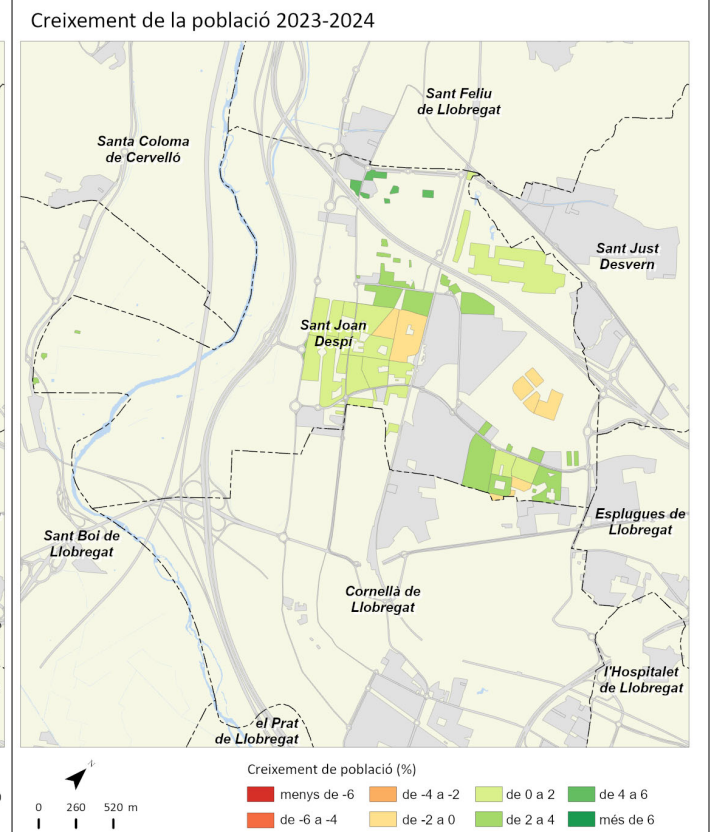 Creixement de la població 2023-2024
Sant Feliu
de Llobregat
Santa Coloma
de Cervelló
Sant Just
Desvern
Sant Joan
Despí
Esplugues de
Llobregat
Sant Boi de
Llobregat
Cornellà de
Llobregat
l'Hospitalet
de Llobregat
el Prat
de Llobregat
N
Creixement de població (%)
menys de -6
de -4 a -2
de 0 a 2
de 4 a 6
0 260 520 m
de -6 a -4
de -2 a 0
de 2 a 4
més de 6